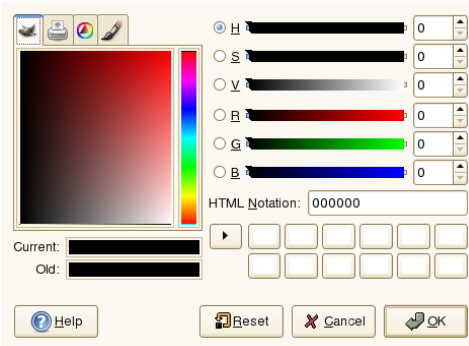 H 0
S 0
V 0
R 0
G 0
B 0
HTML Notation: 000000
Current:
Old:
Help
Reset
Cancel
OK